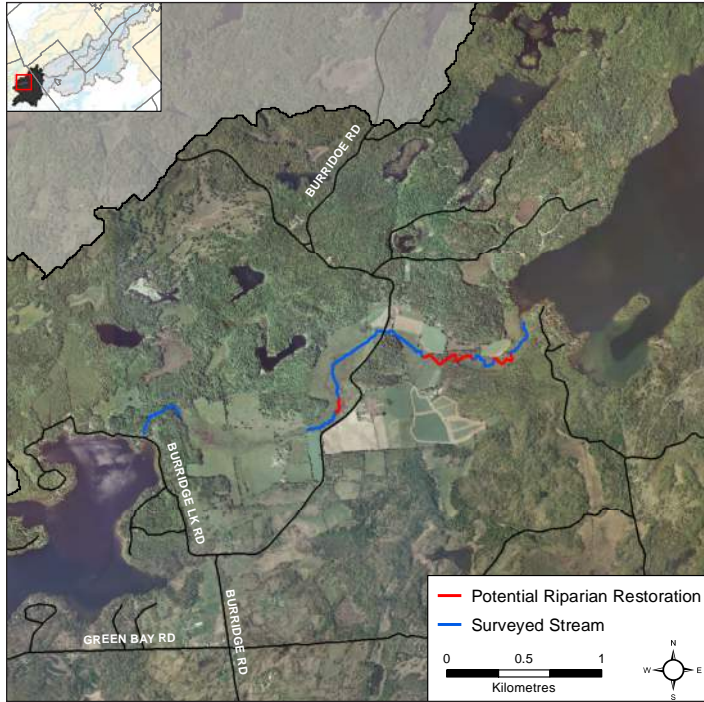 BURRIDOE RD
BURRIDGE LK RD
BURRIDGE RD
GREEN BAY RD
Potential Riparian Restoration
Surveyed Stream
0 0.5 1
Kilometres
N
W E
S